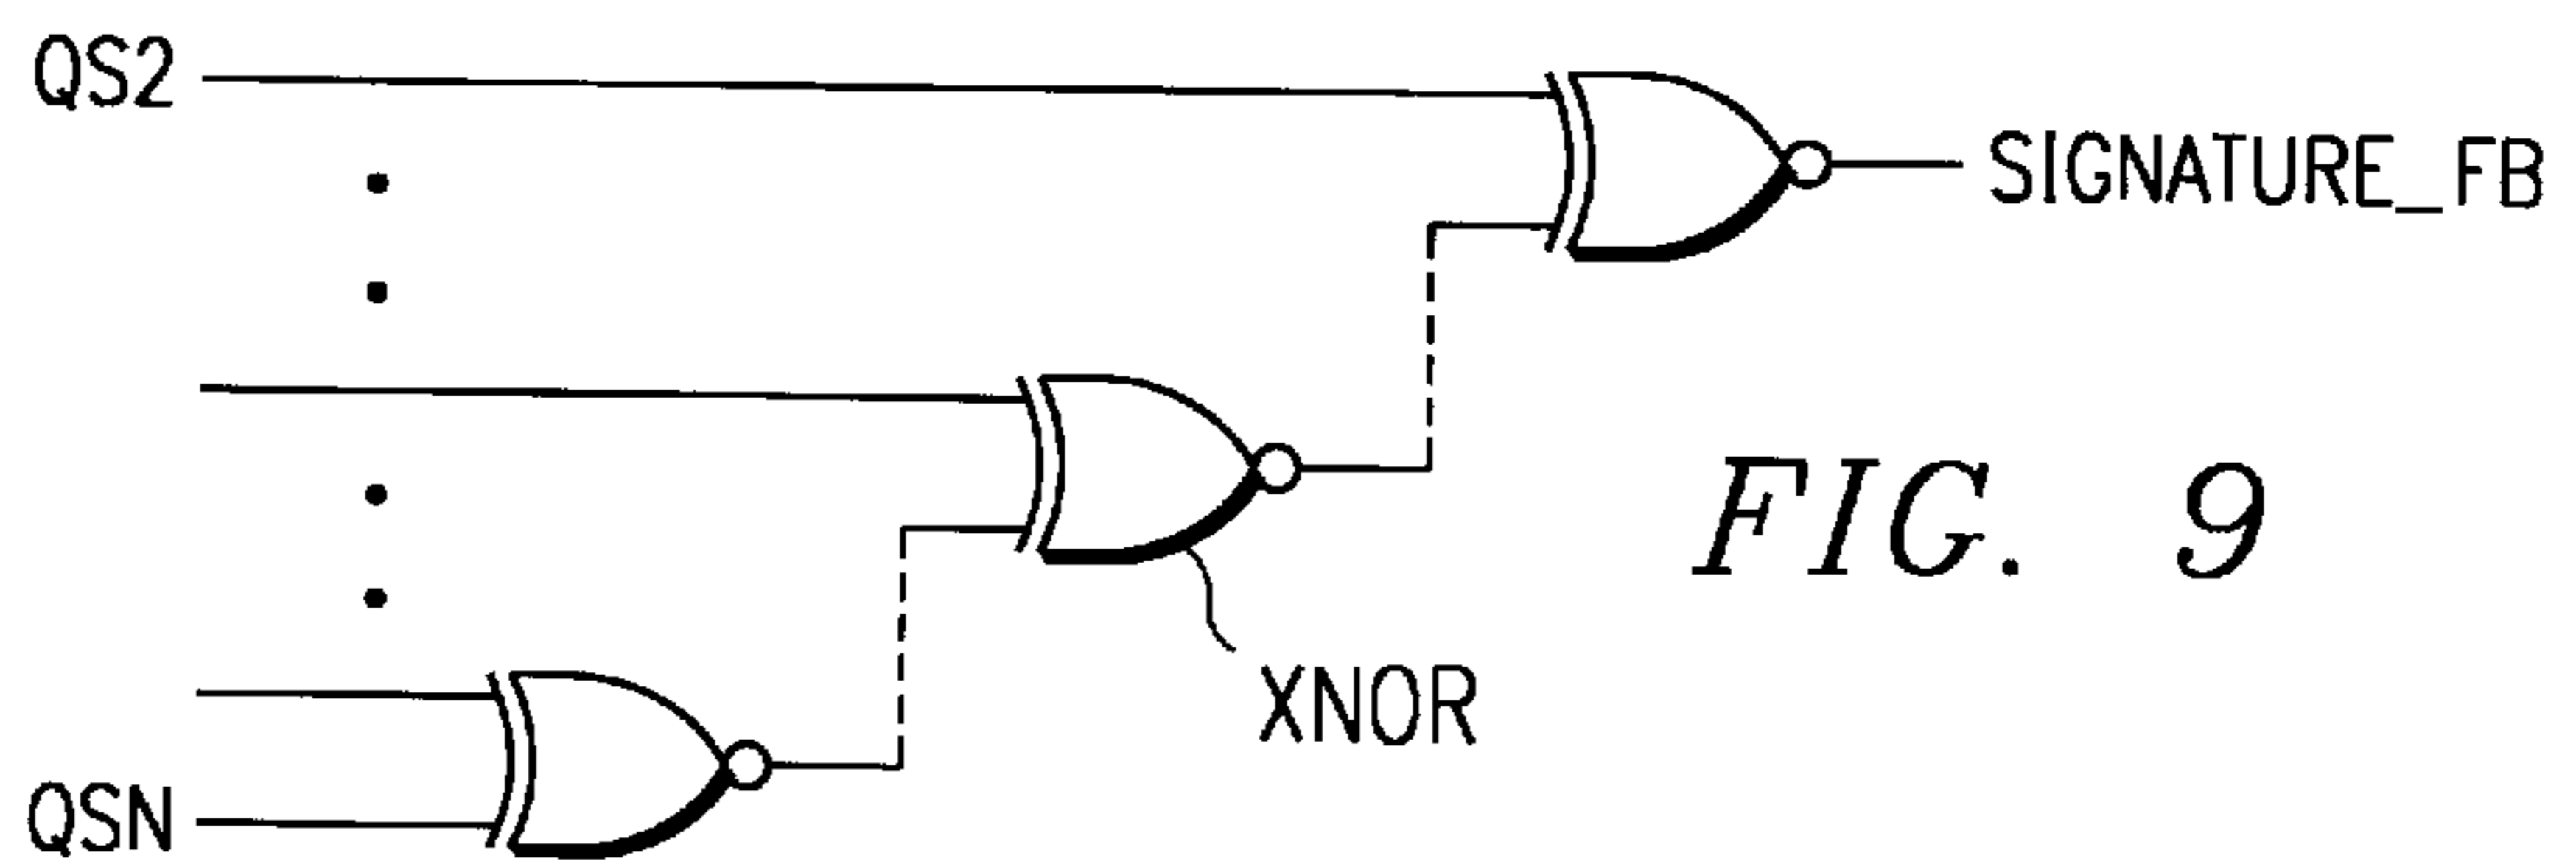 QS2
SIGNATURE_FB
FIG. 9
XNOR
QSN